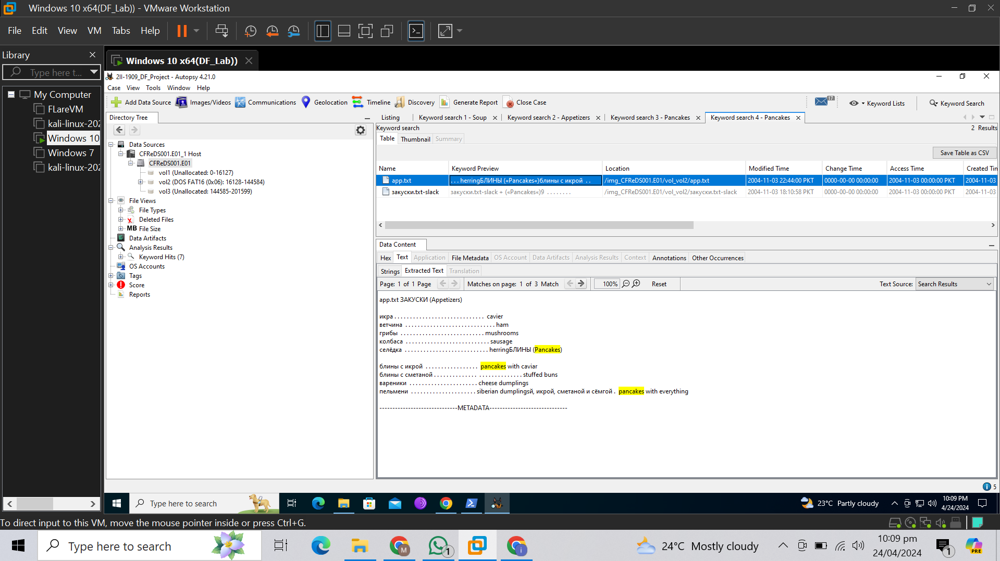 Windows 10 x64(DF_Lab)) - VMware Workstation
File Edit View VM Tabs Help
Library
Type here t...
My Computer
FLareVM
kali-linux-202
Windows 10
Windows 7
kali-linux-202
Windows 10 x64(DF_Lab))
2II-1909_DF_Project - Autopsy 4.21.0
Case View Tools Window Help
Add Data Source Images/Videos Communications Geolocation Timeline Discovery Generate Report Close Case
17 Keyword Lists Keyword Search
Directory Tree
Data Sources
CFReDS001.E01_1 Host
CFReDS001.E01
vol1 (Unallocated: 0-16127)
vol2 (DOS FAT16 (0x06): 16128-144584)
vol3 (Unallocated: 144585-201599)
File Views
File Types
Deleted Files
MB File Size
Data Artifacts
Analysis Results
Keyword Hits (7)
OS Accounts
Tags
Score
Reports
Listing Keyword search 1 - Soup Keyword search 2 - Appetizers Keyword search 3 - Pancakes Keyword search 4 - Pancakes
Keyword search 2 Results
Table Thumbnail Summary
Save Table as CSV
Name Keyword Preview Location Modified Time Change Time Access Time Created Tin
app.txt . . . herringБЛИНЫ («Pancakes«)блины с икрой . . /img_CFReDS001.E01/vol_vol2/app.txt 2004-11-03 22:44:00 PKT 0000-00-00 00:00:00 2004-11-03 00:00:00 PKT 2004-11-03
закуски.txt-slack закуски.txt-slack + («Pancakes«)9 . . . . . . . . /img_CFReDS001.E01/vol_vol2/закуски.txt-slack 2004-11-03 18:10:58 PKT 0000-00-00 00:00:00 2004-11-03 00:00:00 PKT 2004-11-03
Data Content
Hex Text Application File Metadata OS Account Data Artifacts Analysis Results Context Annotations Other Occurrences
Strings Extracted Text Translation
Page: 1 of 1 Page Matches on page: 1 of 3 Match 100% Reset Text Source: Search Results
app.txt ЗАКУСКИ (Appetizers)
икра . . . . . . . . . . . . . . . . . . . . . . . . . . . . . cavier
ветчина . . . . . . . . . . . . . . . . . . . . . . . . . . . . . ham
грибы . . . . . . . . . . . . . . . . . . . . . . . . . . . mushrooms
колбаса . . . . . . . . . . . . . . . . . . . . . . . . . . . sausage
селёдка . . . . . . . . . . . . . . . . . . . . . . . . . . . herringБЛИНЫ (Pancakes)
блины с икрой . . . . . . . . . . . . . . . . . pancakes with caviar
блины с сметаной . . . . . . . . . . . . . . . . . . . . . . . . . . . . stuffed buns
вареники . . . . . . . . . . . . . . . . . . . . . . cheese dumplings
пельмени . . . . . . . . . . . . . . . . . . . . . siberian dumplingsй, икрой, сметаной и сёмгой . pancakes with everything
------------------------------METADATA------------------------------
5
Type here to search
23°C Partly cloudy
10:09 PM
4/24/2024
To direct input to this VM, move the mouse pointer inside or press Ctrl+G.
Type here to search
M
1
i
24°C Mostly cloudy
10:09 pm
24/04/2024
1
PRE